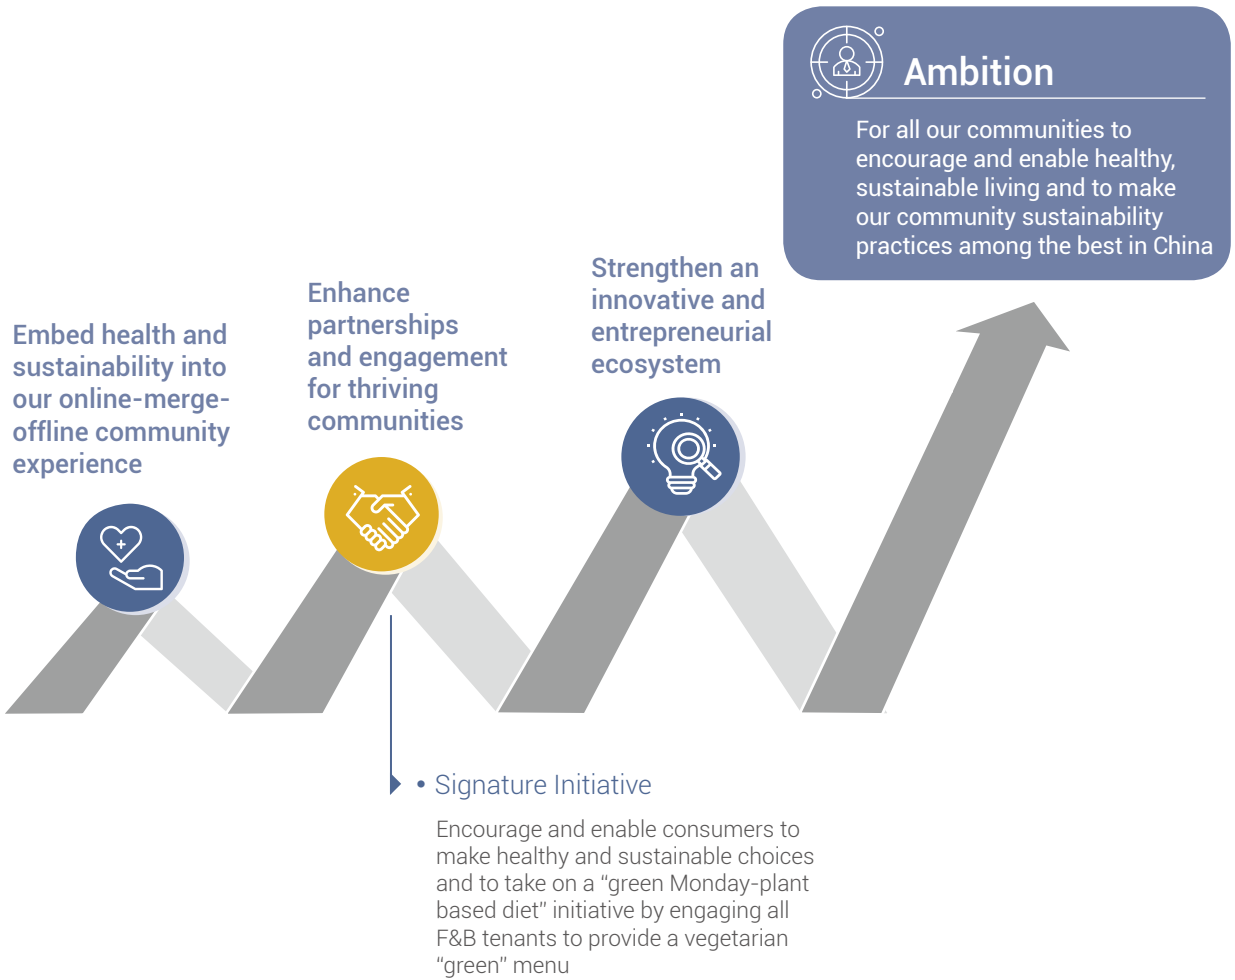 Ambition
For all our communities to
encourage and enable healthy,
sustainable living and to make
our community sustainability
practices among the best in China
Embed health and
sustainability into
our online-merge-
offline community
experience
Enhance
partnerships
and engagement
for thriving
communities
Strengthen an
innovative and
entrepreneurial
ecosystem
• Signature Initiative
Encourage and enable consumers to
make healthy and sustainable choices
and to take on a “green Monday-plant
based diet” initiative by engaging all
F&B tenants to provide a vegetarian
“green” menu